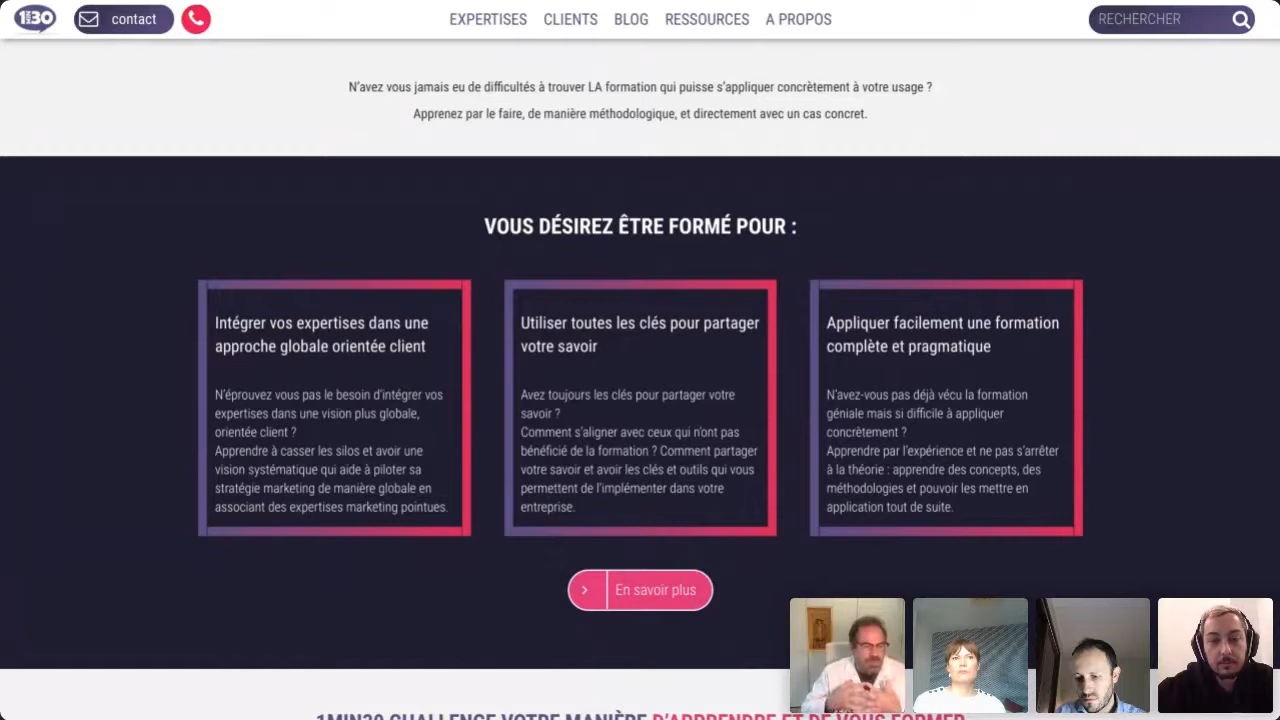 1min30
contact
EXPERTISES CLIENTS BLOG RESSOURCES A PROPOS
RECHERCHER
N'avez vous jamais eu de difficultés à trouver LA formation qui puisse s'appliquer concrètement à votre usage ?
Apprenez par le faire, de manière méthodologique, et directement avec un cas concret.
VOUS DÉSIREZ ÊTRE FORMÉ POUR :
Intégrer vos expertises dans une
approche globale orientée client
N'éprouvez vous pas le besoin d'intégrer vos
expertises dans une vision plus globale,
orientée client ?
Apprendre à casser les silos et avoir une
vision systématique qui aide à piloter sa
stratégie marketing de manière globale en
associant des expertises marketing pointues.
Utiliser toutes les clés pour partager
votre savoir
Avez toujours les clés pour partager votre
savoir ?
Comment s'aligner avec ceux qui n'ont pas
bénéficié de la formation ? Comment partager
votre savoir et avoir les clés et outils qui vous
permettent de l'implémenter dans votre
entreprise.
Appliquer facilement une formation
complète et pragmatique
N'avez-vous pas déjà vécu la formation
géniale mais si difficile à appliquer
concrètement ?
Apprendre par l'expérience et ne pas s'arrêter
à la théorie : apprendre des concepts, des
méthodologies et pouvoir les mettre en
application tout de suite.
En savoir plus
1MIN30 CHALLENGE VOTRE MANIÈRE D'APPRENDRE ET DE VOUS FORMER